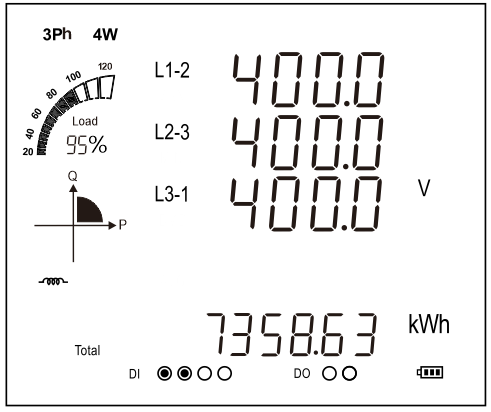 3Ph 4W
120
100
80
60
40
20
Load
95%
L1-2 400.0
L2-3 400.0
L3-1 400.0 V
Q
P
7358.63 kWh
Total
DI DO